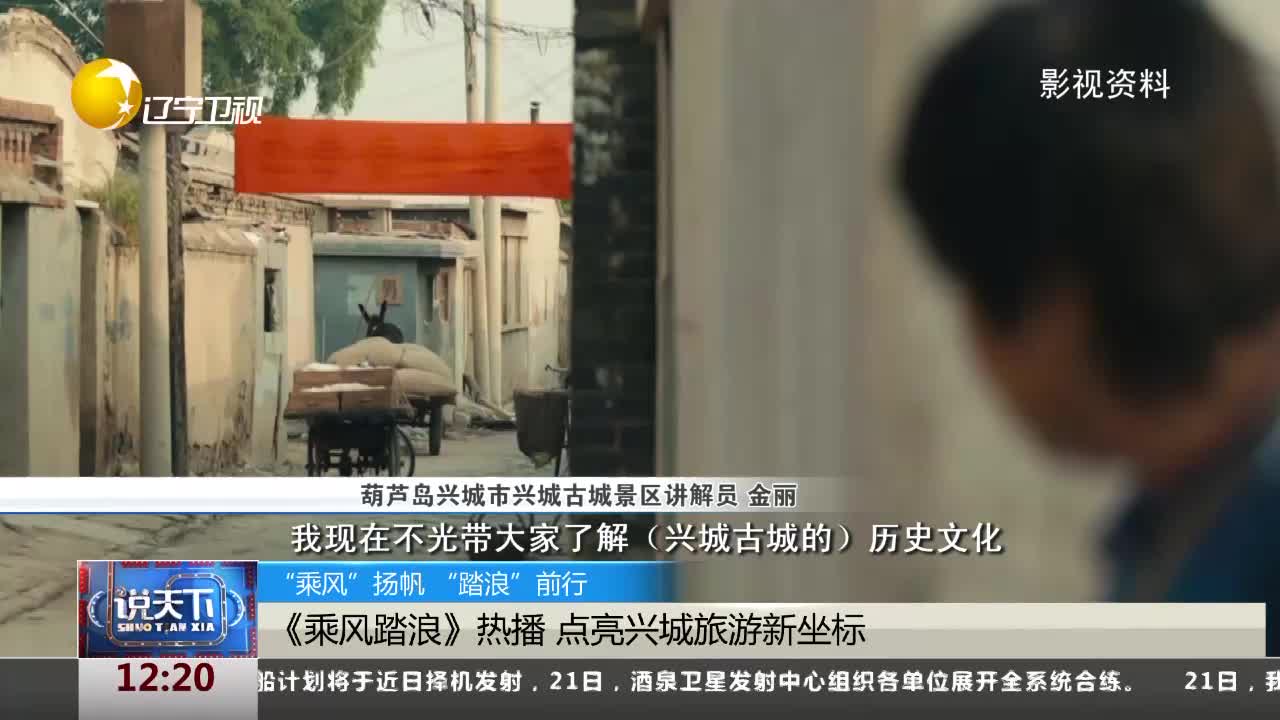 影视资料
辽宁卫视
葫芦岛兴城市兴城古城景区讲解员 金丽
我现在不光带大家了解（兴城古城的）历史文化
“乘风”扬帆 “踏浪”前行
说天下
SHUO TIAN XIA
《乘风踏浪》热播 点亮兴城旅游新坐标
12:20
船计划将于近日择机发射，21日，酒泉卫星发射中心组织各单位展开全系统合练。 21日，我